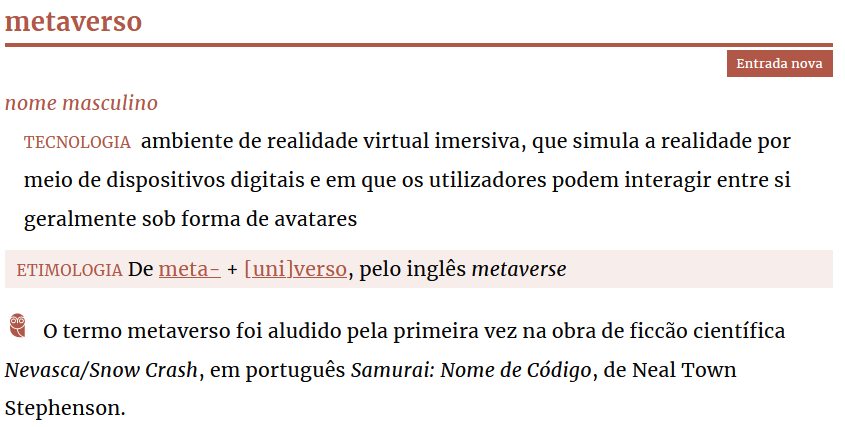 metaverso
Entrada nova
nome masculino
TECNOLOGIA ambiente de realidade virtual imersiva, que simula a realidade por
meio de dispositivos digitais e em que os utilizadores podem interagir entre si
geralmente sob forma de avatares
ETIMOLOGIA De meta- + [uni]verso, pelo inglês metaverse
O termo metaverso foi aludido pela primeira vez na obra de ficcão científica
Nevasca/Snow Crash, em português Samurai: Nome de Código, de Neal Town
Stephenson.